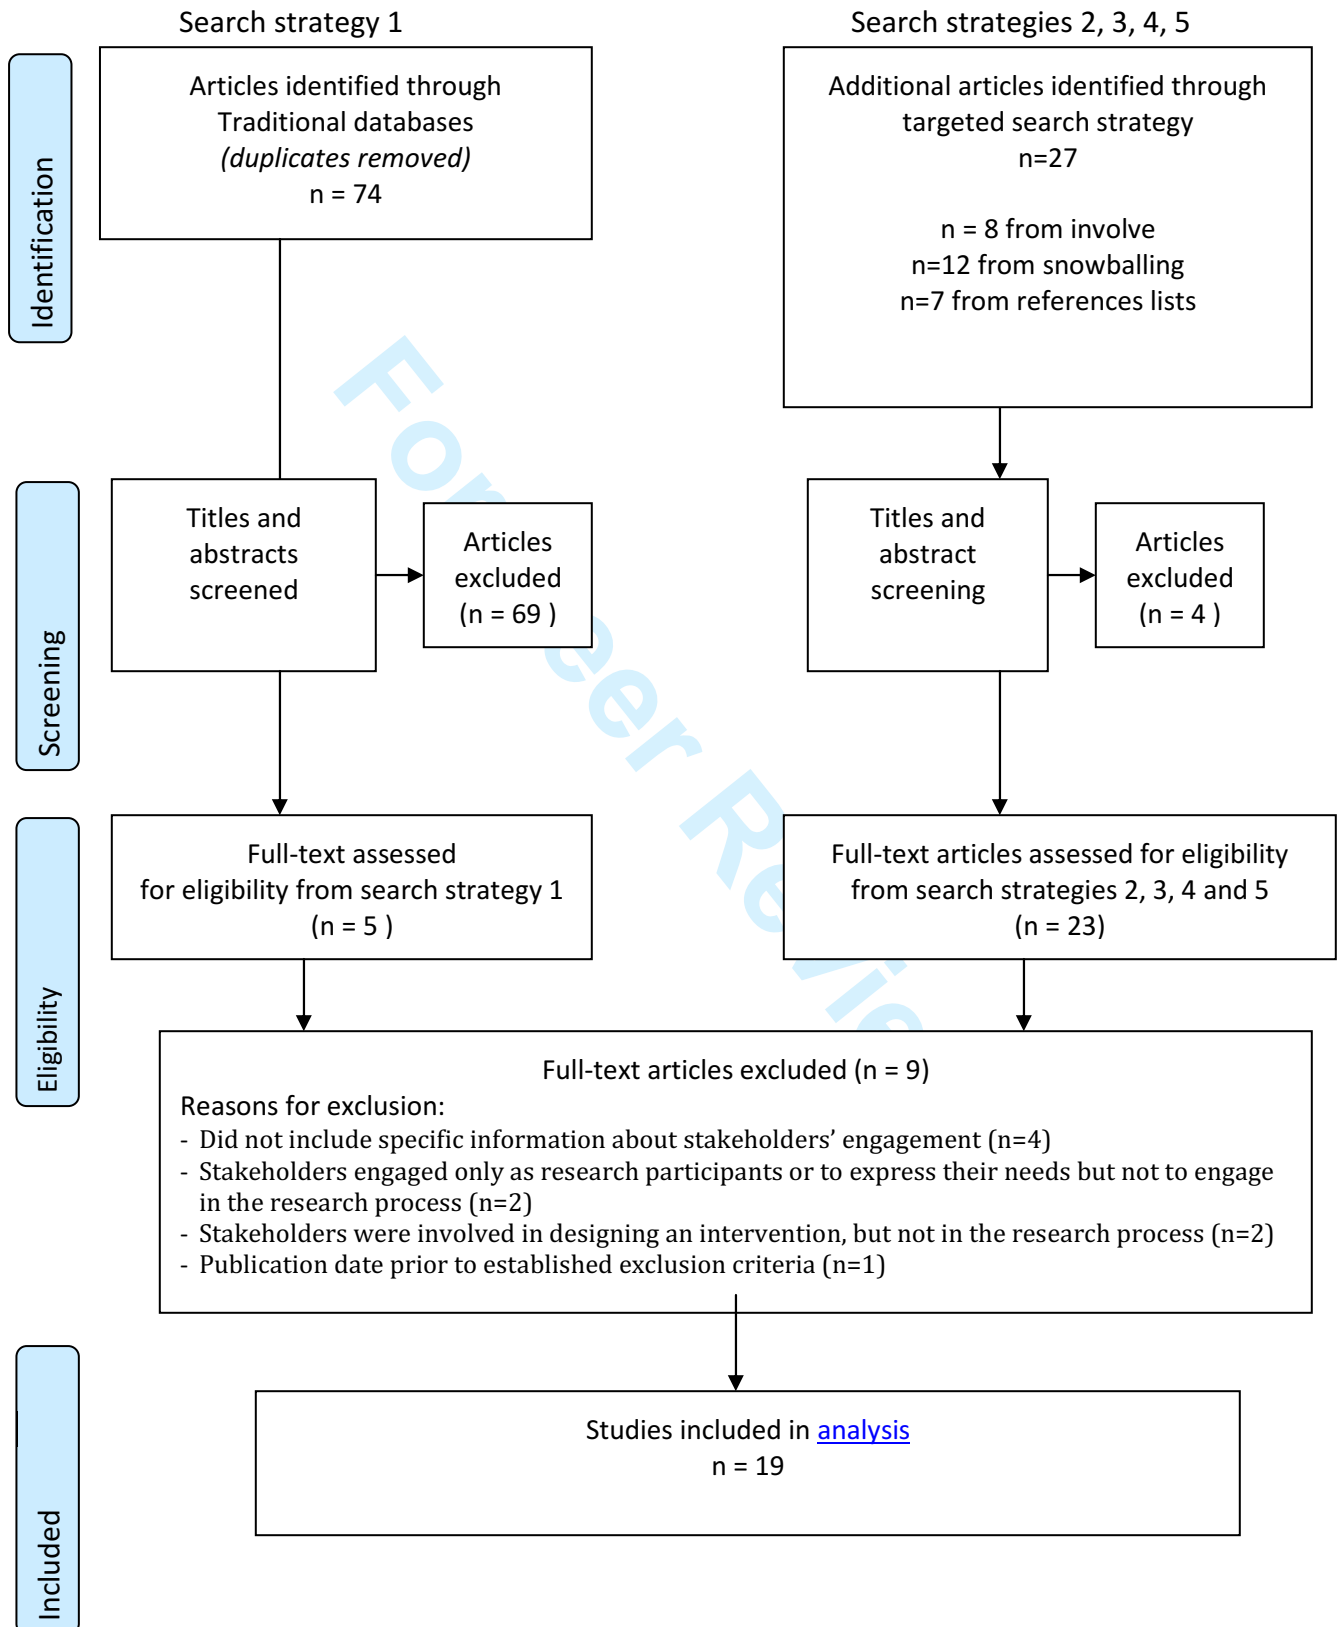 Search strategy 1
Search strategies 2, 3, 4, 5
Identification
Articles identified through
Traditional databases
(duplicates removed)
n = 74
Additional articles identified through
targeted search strategy
n=27
n = 8 from involve
n=12 from snowballing
n=7 from references lists
Screening
Titles and
abstracts
screened
Articles
excluded
(n = 69 )
Titles and
abstract
screening
Articles
excluded
(n = 4 )
Eligibility
Full-text assessed
for eligibility from search strategy 1
(n = 5 )
Full-text articles assessed for eligibility
from search strategies 2, 3, 4 and 5
(n = 23)
Full-text articles excluded (n = 9)
Reasons for exclusion:
- Did not include specific information about stakeholders’ engagement (n=4)
- Stakeholders engaged only as research participants or to express their needs but not to engage
in the research process (n=2)
- Stakeholders were involved in designing an intervention, but not in the research process (n=2)
- Publication date prior to established exclusion criteria (n=1)
Included
Studies included in analysis
n = 19
For Peer Review